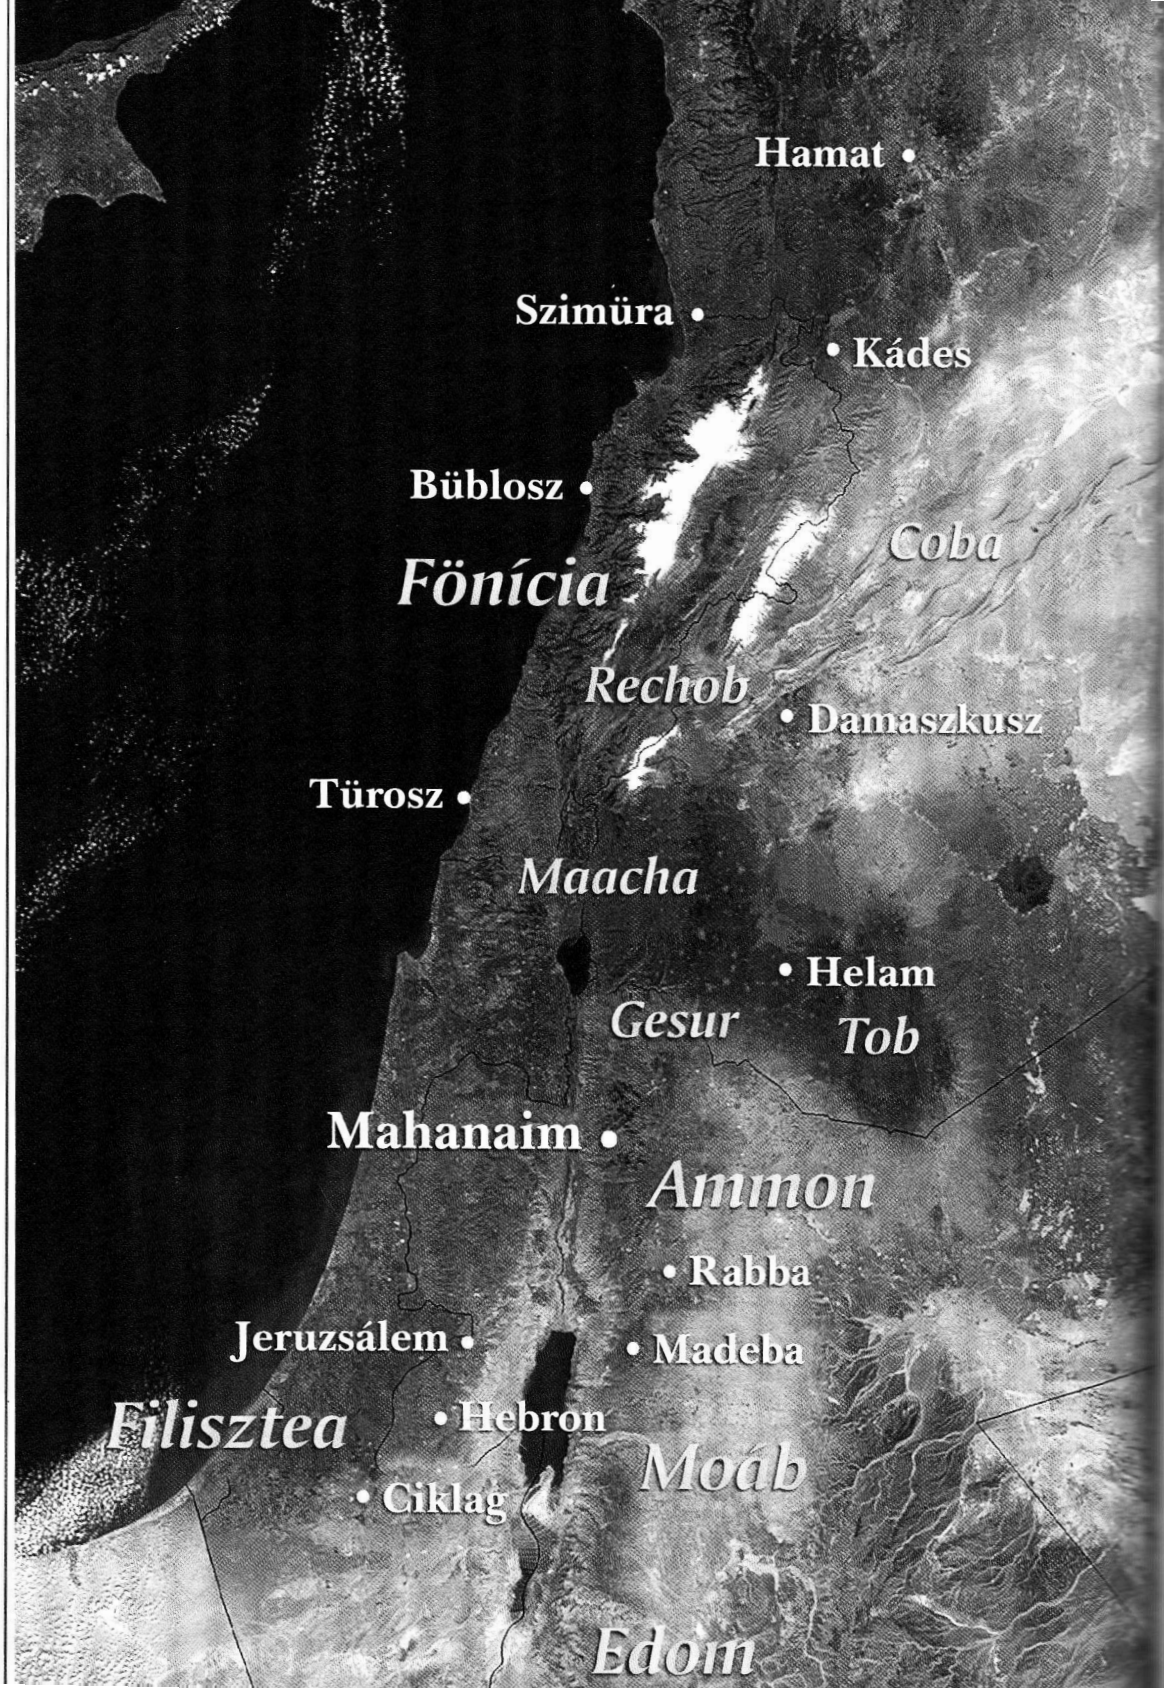 Hamat
Szimüra
Kádes
Büblosz
Coba
Fönícia
Rechob
Damaszkusz
Türosz
Maacha
Helam
Gesur
Tob
Mahanaim
Ammon
Rabba
Jeruzsálem
Madeba
Filisztea
Hebron
Moáb
Ciklag
Edom